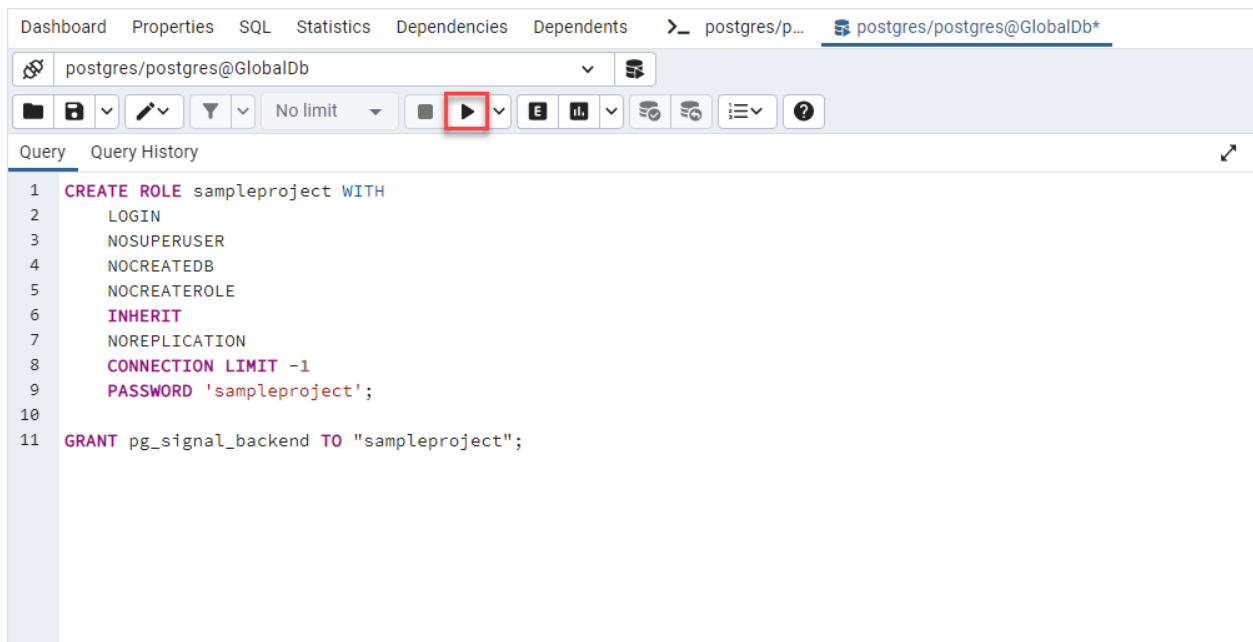 Dashboard Properties SQL Statistics Dependencies Dependents postgres/p... postgres/postgres@GlobalDb*
postgres/postgres@GlobalDb
No limit E
Query Query History
1 CREATE ROLE sampleproject WITH
2 LOGIN
3 NOSUPERUSER
4 NOCREATEDB
5 NOCREATEROLE
6 INHERIT
7 NOREPLICATION
8 CONNECTION LIMIT -1
9 PASSWORD 'sampleproject';
10
11 GRANT pg_signal_backend TO "sampleproject";